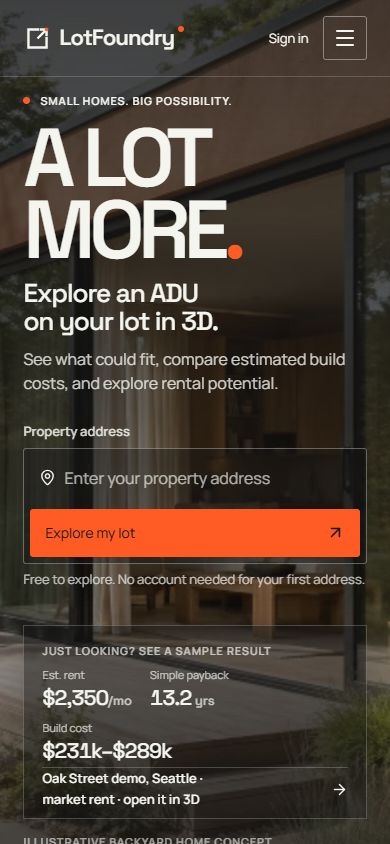 LotFoundry
Sign in
SMALL HOMES. BIG POSSIBILITY.
A LOT
MORE.
Explore an ADU
on your lot in 3D.
See what could fit, compare estimated build
costs, and explore rental potential.
Property address
Enter your property address
Explore my lot
Free to explore. No account needed for your first address.
JUST LOOKING? SEE A SAMPLE RESULT
Est. rent Simple payback
$2,350/mo 13.2 yrs
Build cost
$231k–$289k
Oak Street demo, Seattle ·
market rent · open it in 3D
ILLUSTRATIVE BACKYARD HOME CONCEPT